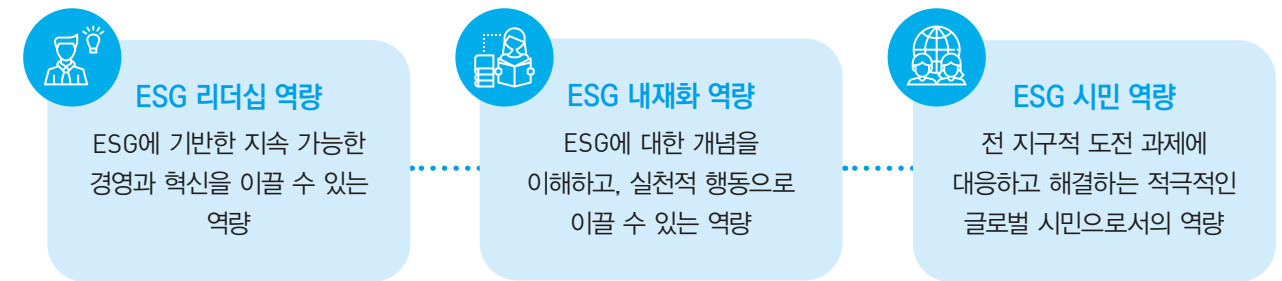 ESG 리더십 역량
ESG에 기반한 지속 가능한
경영과 혁신을 이끌 수 있는
역량
ESG 내재화 역량
ESG에 대한 개념을
이해하고, 실천적 행동으로
이끌 수 있는 역량
ESG 시민 역량
전 지구적 도전 과제에
대응하고 해결하는 적극적인
글로벌 시민으로서의 역량